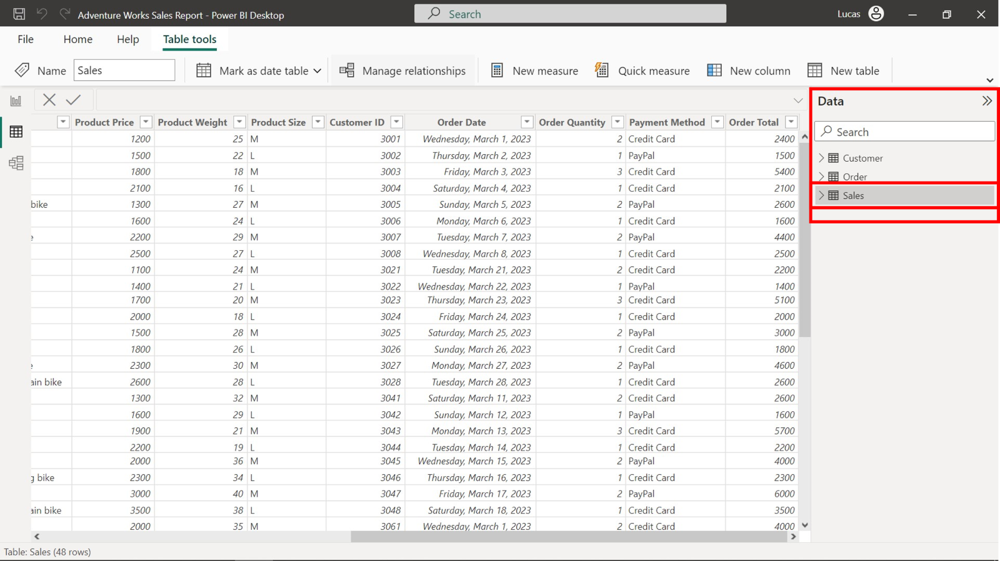 Adventure Works Sales Report - Power BI Desktop
Search
Lucas
File Home Help Table tools
Name Sales Mark as date table Manage relationships New measure Quick measure New column New table
Data
Search
Customer
Order
Sales
Product Price Product Weight Product Size Customer ID Order Date Order Quantity Payment Method Order Total
1200 25 M 3001 Wednesday, March 1, 2023 2 Credit Card 2400
1500 22 L 3002 Thursday, March 2, 2023 1 PayPal 1500
1800 18 M 3003 Friday, March 3, 2023 3 Credit Card 5400
2100 16 L 3004 Saturday, March 4, 2023 1 Credit Card 2100
bike 1300 27 M 3005 Sunday, March 5, 2023 2 PayPal 2600
1600 24 L 3006 Monday, March 6, 2023 1 Credit Card 1600
2200 29 M 3007 Tuesday, March 7, 2023 2 PayPal 4400
2500 27 L 3008 Wednesday, March 8, 2023 1 Credit Card 2500
1100 24 M 3021 Tuesday, March 21, 2023 2 Credit Card 2200
1400 21 L 3022 Wednesday, March 22, 2023 1 PayPal 1400
1700 20 M 3023 Thursday, March 23, 2023 3 Credit Card 5100
2000 18 L 3024 Friday, March 24, 2023 1 Credit Card 2000
1500 28 M 3025 Saturday, March 25, 2023 2 PayPal 3000
1800 26 L 3026 Sunday, March 26, 2023 1 Credit Card 1800
2300 30 M 3027 Monday, March 27, 2023 2 PayPal 4600
ain bike 2600 28 L 3028 Tuesday, March 28, 2023 1 Credit Card 2600
1300 32 M 3041 Saturday, March 11, 2023 2 Credit Card 2600
1600 29 L 3042 Sunday, March 12, 2023 1 PayPal 1600
1900 21 M 3043 Monday, March 13, 2023 3 Credit Card 5700
2200 19 L 3044 Tuesday, March 14, 2023 1 Credit Card 2200
2000 36 M 3045 Wednesday, March 15, 2023 2 PayPal 4000
g bike 2300 34 L 3046 Thursday, March 16, 2023 1 Credit Card 2300
3000 40 M 3047 Friday, March 17, 2023 2 PayPal 6000
ain bike 3500 38 L 3048 Saturday, March 18, 2023 1 Credit Card 3500
2000 35 M 3061 Wednesday, March 1, 2023 2 Credit Card 4000
Table: Sales (48 rows)